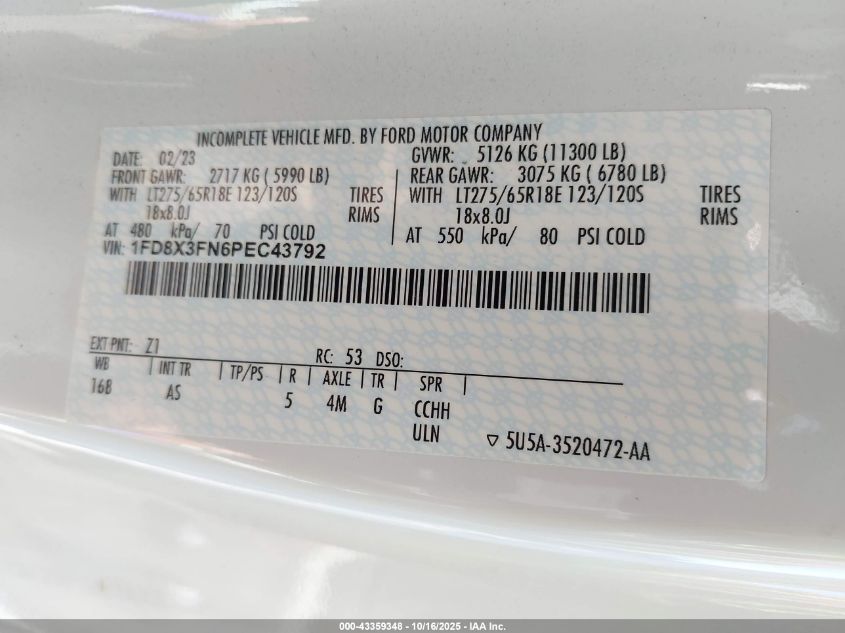 INCOMPLETE VEHICLE MFD. BY FORD MOTOR COMPANY
DATE: 02/23 GVWR: 5126 KG (11300 LB)
FRONT GAWR: 2717 KG ( 5990 LB) REAR GAWR: 3075 KG ( 6780 LB)
WITH LT275/65R18E 123/120S TIRES WITH LT275/65R18E 123/120S TIRES
18x8.0J RIMS 18x8.0J RIMS
AT 480 kPa/ 70 PSI COLD AT 550 kPa/ 80 PSI COLD
VIN: 1FD8X3FN6PEC43792
EXT PNT: Z1 RC: 53 DSO:
WB INT TR TP/PS R AXLE TR SPR
168 AS 5 4M G CCHH
ULN ▽ 5U5A-3520472-AA
000-43359348 - 10/16/2025 - IAA Inc.